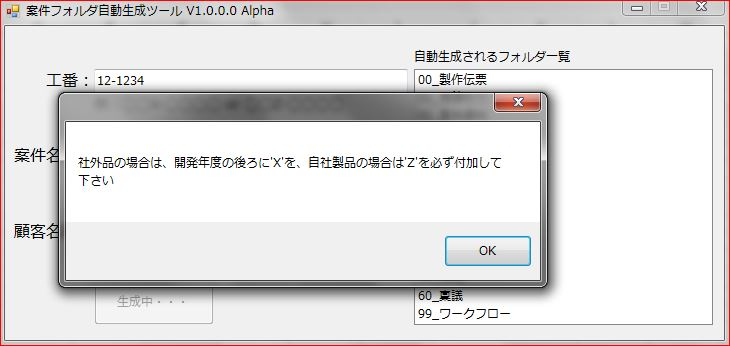 案件フォルダ自動生成ツール V1.0.0.0 Alpha
自動生成されるフォルダ一覧
工番：
12-1234
00_製作伝票
社外品の場合は、開発年度の後ろに'X'を、自社製品の場合は'Z'を必ず付加して
下さい
案件名
顧客名
OK
生成中・・・
60_稟議
99_ワークフロー